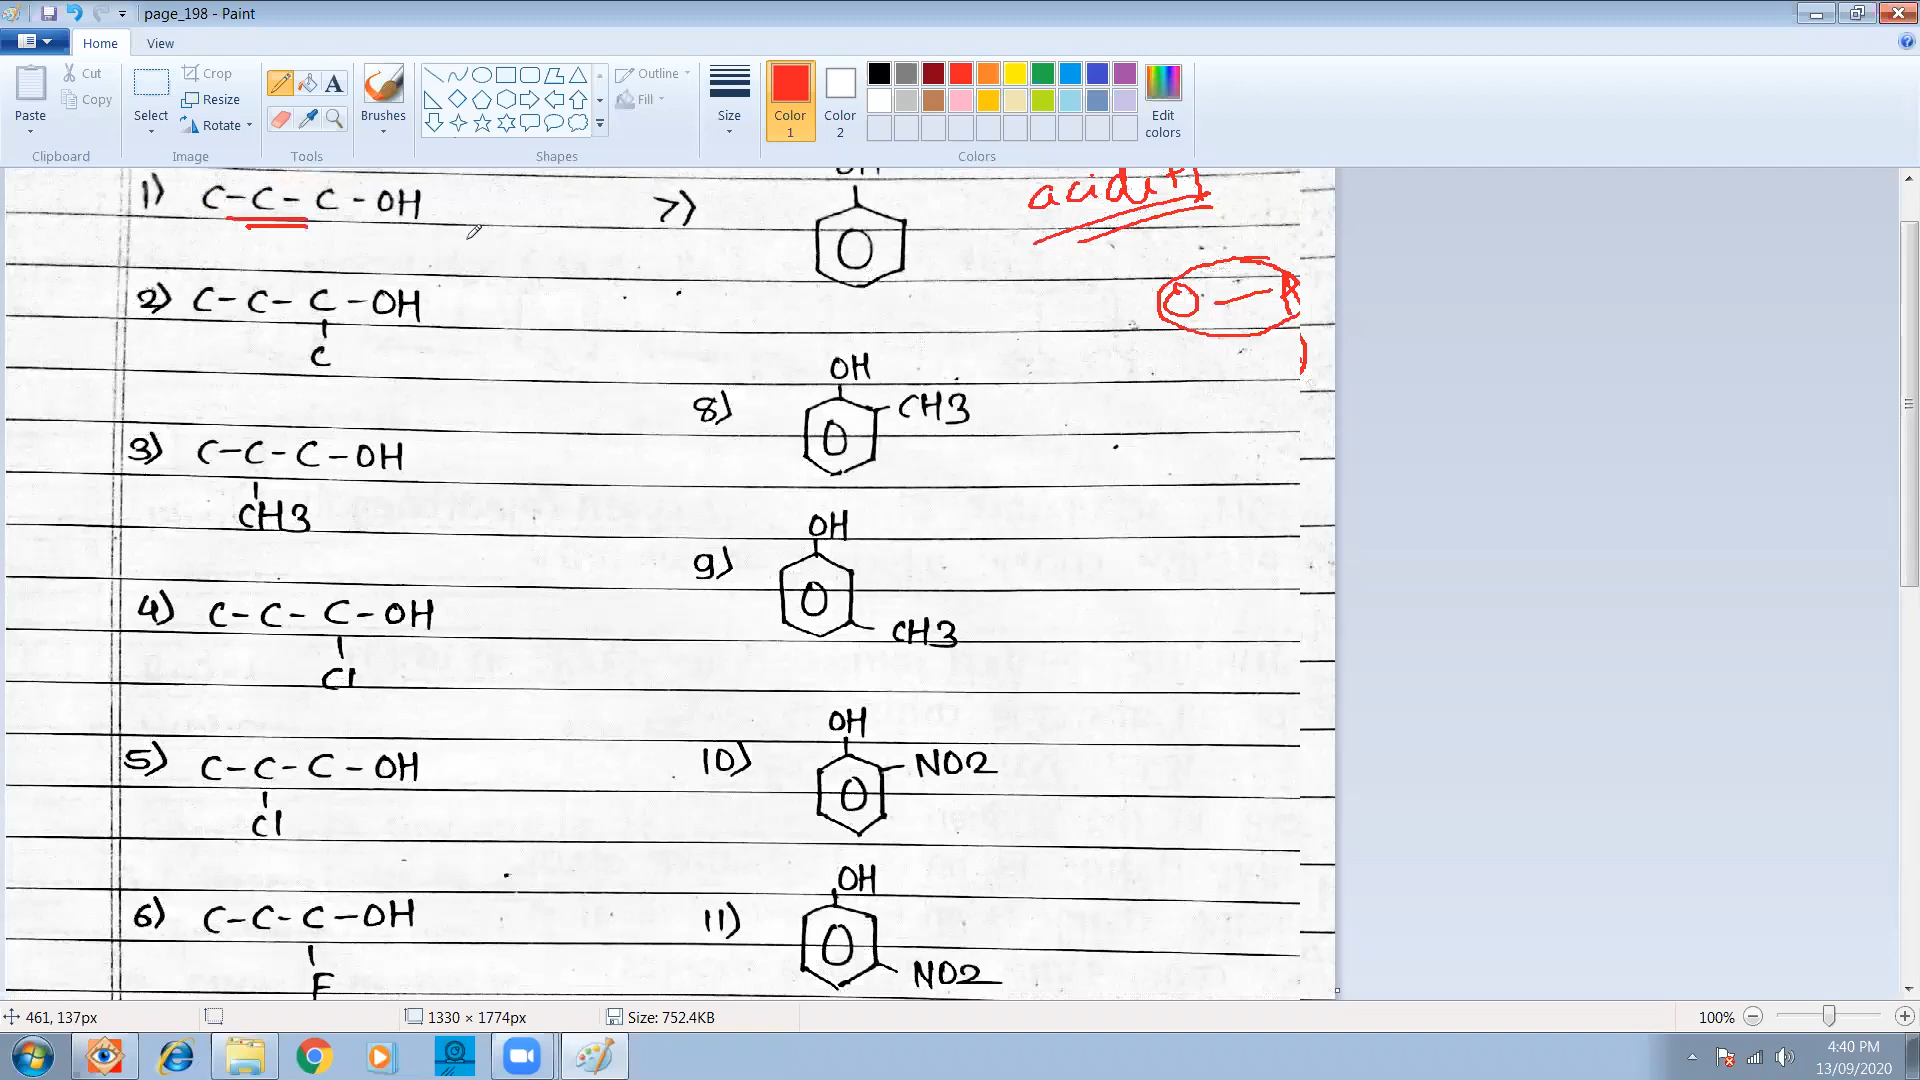 page_198 - Paint
Home View
Paste
Cut
Copy
Clipboard
Select
Crop
Resize
Rotate
Image
Tools
Brushes
Shapes
Outline
Fill
Size
Color 1
Color 2
Edit colors
Colors
1) C-C-C-OH
2) C-C-C-OH
C
3) C-C-C-OH
CH3
4) C-C-C-OH
Cl
5) C-C-C-OH
Cl
6) C-C-C-OH
F
7)
OH
O
8)
OH
CH3
O
9)
OH
O
CH3
10)
OH
NO2
O
11)
OH
O
NO2
O-
461, 137px
1330 × 1774px
Size: 752.4KB
100%
4:40 PM
13/09/2020